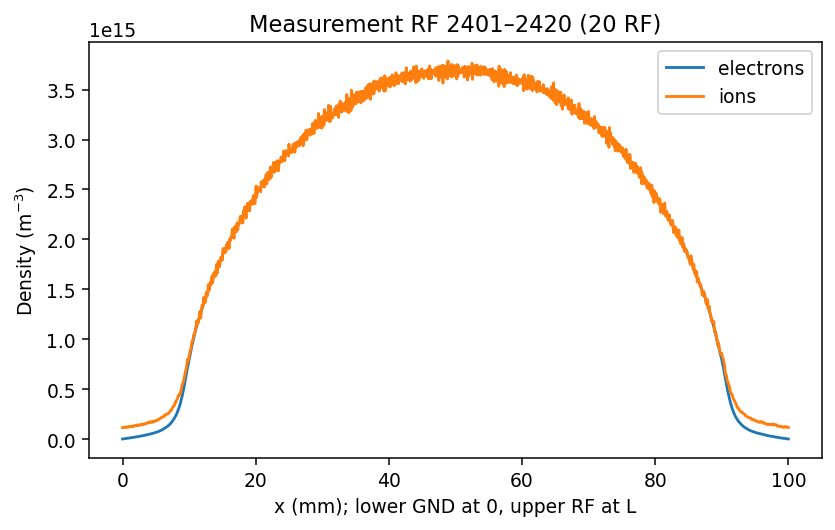 Measurement RF 2401–2420 (20 RF)
1e15
electrons
ions
3.5
3.0
2.5
2.0
1.5
1.0
0.5
0.0
Density (m⁻³)
0 20 40 60 80 100
x (mm); lower GND at 0, upper RF at L